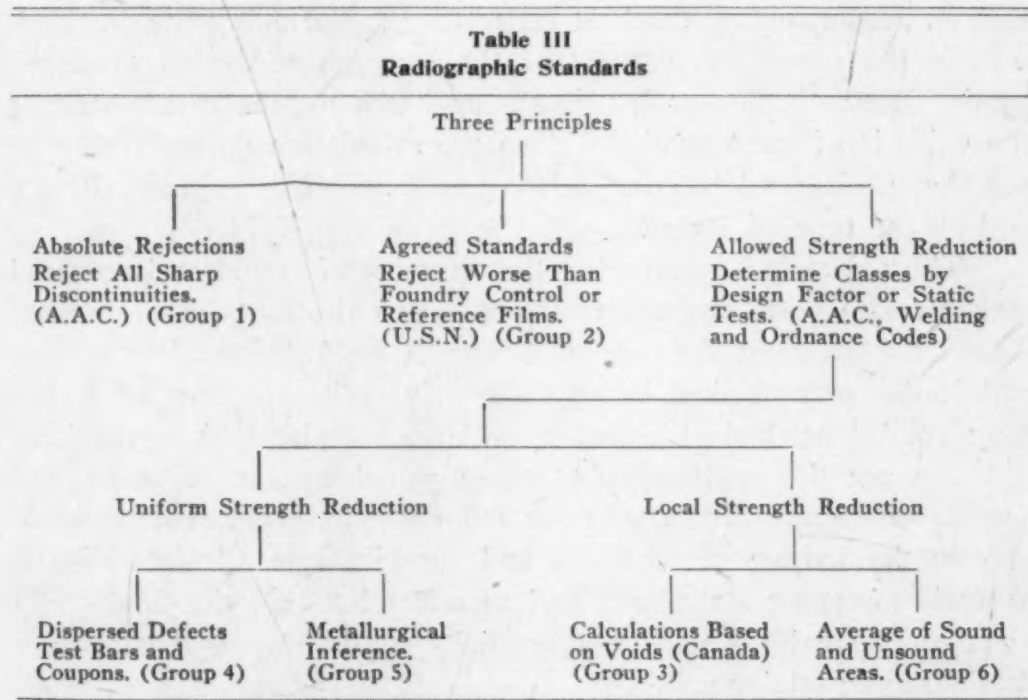 Table III
Radiographic Standards
Three Principles
Absolute Rejections
Reject All Sharp
Discontinuities.
(A.A.C.) (Group 1)
Agreed Standards
Reject Worse Than
Foundry Control or
Reference Films.
(U.S.N.) (Group 2)
Allowed Strength Reduction
Determine Classes by
Design Factor or Static
Tests. (A.A.C., Welding
and Ordnance Codes)
Uniform Strength Reduction
Local Strength Reduction
Dispersed Defects
Test Bars and
Coupons. (Group 4)
Metallurgical
Inference.
(Group 5)
Calculations Based
on Voids (Canada)
(Group 3)
Average of Sound
and Unsound
Areas. (Group 6)